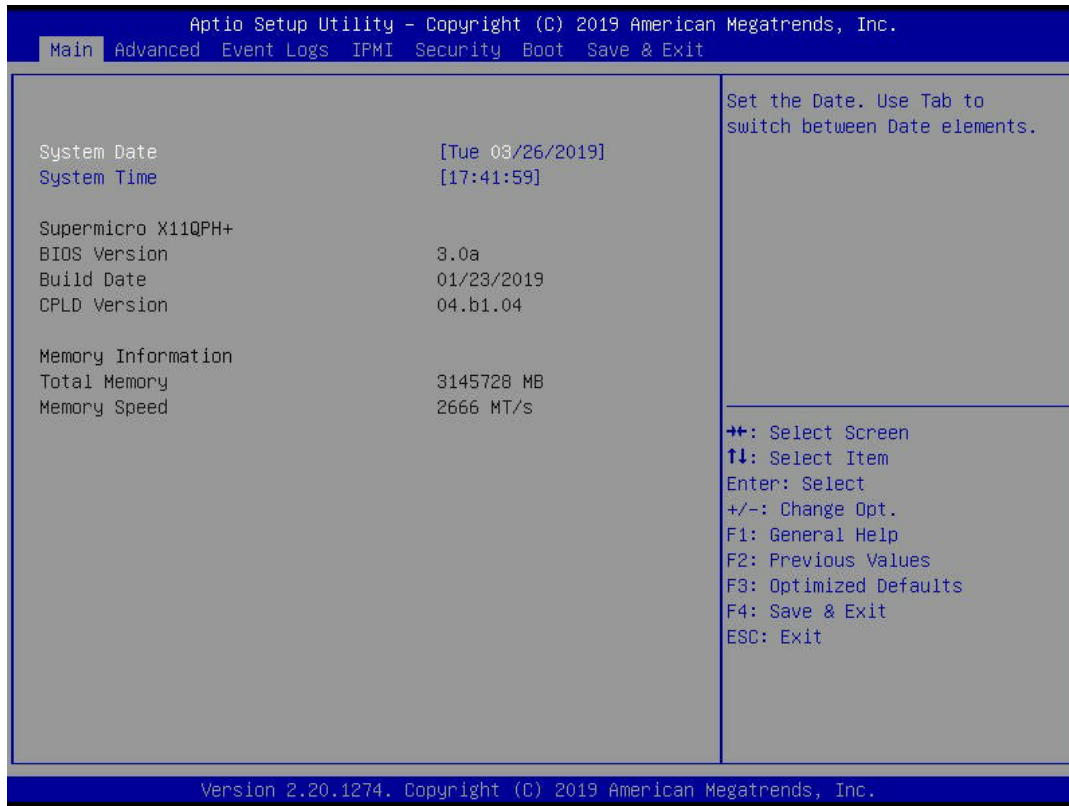 Aptio Setup Utility – Copyright (C) 2019 American Megatrends, Inc.
Main Advanced Event Logs IPMI Security Boot Save & Exit
System Date [Tue 03/26/2019]
System Time [17:41:59]
Supermicro X11QPH+
BIOS Version 3.0a
Build Date 01/23/2019
CPLD Version 04.b1.04
Memory Information
Total Memory 3145728 MB
Memory Speed 2666 MT/s
Set the Date. Use Tab to
switch between Date elements.
→←: Select Screen
↑↓: Select Item
Enter: Select
+/-: Change Opt.
F1: General Help
F2: Previous Values
F3: Optimized Defaults
F4: Save & Exit
ESC: Exit
Version 2.20.1274. Copyright (C) 2019 American Megatrends, Inc.